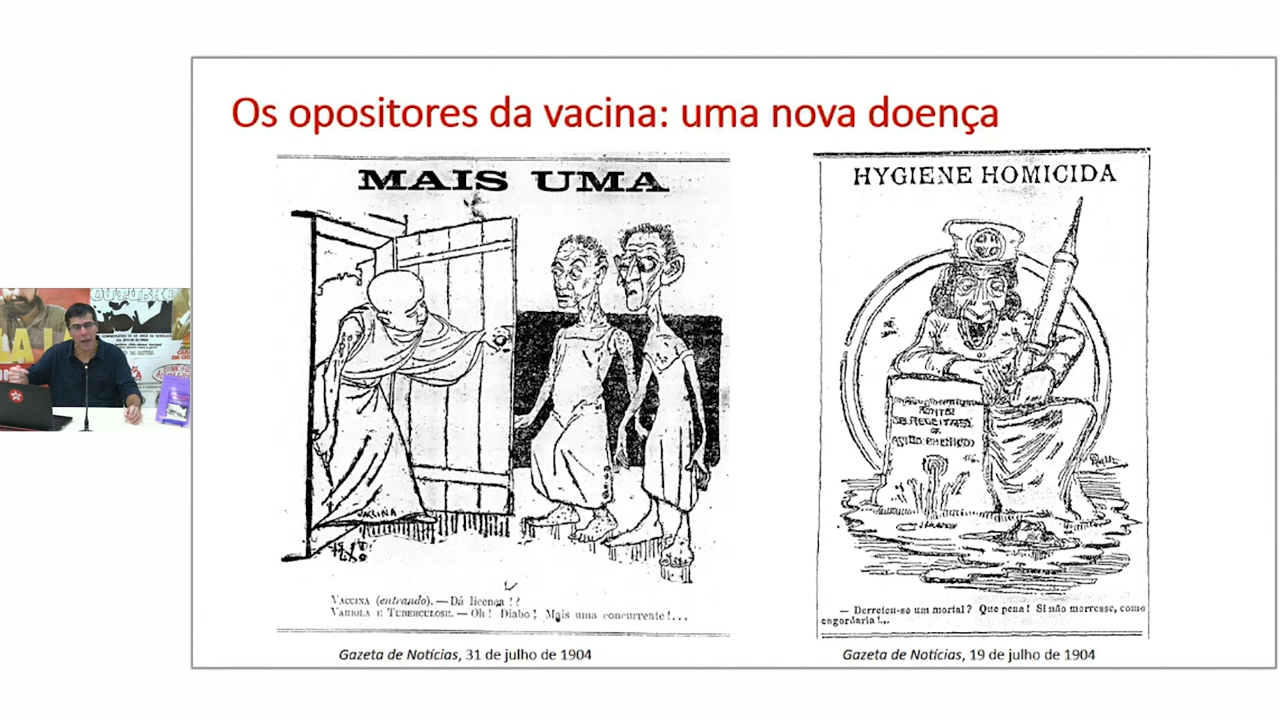 Os opositores da vacina: uma nova doença
MAIS UMA
VACCINA
VACCINA (entrando). — Dá licença !?
VARIOLA E TUBERCULOSE. — Oh! Diabo! Mais uma concurrente!...
Gazeta de Notícias, 31 de julho de 1904
HYGIENE HOMICIDA
— Derreteu-se um mortal? Que pena! Si não morresse, como
engordaria!...
Gazeta de Notícias, 19 de julho de 1904
OUTUBRO